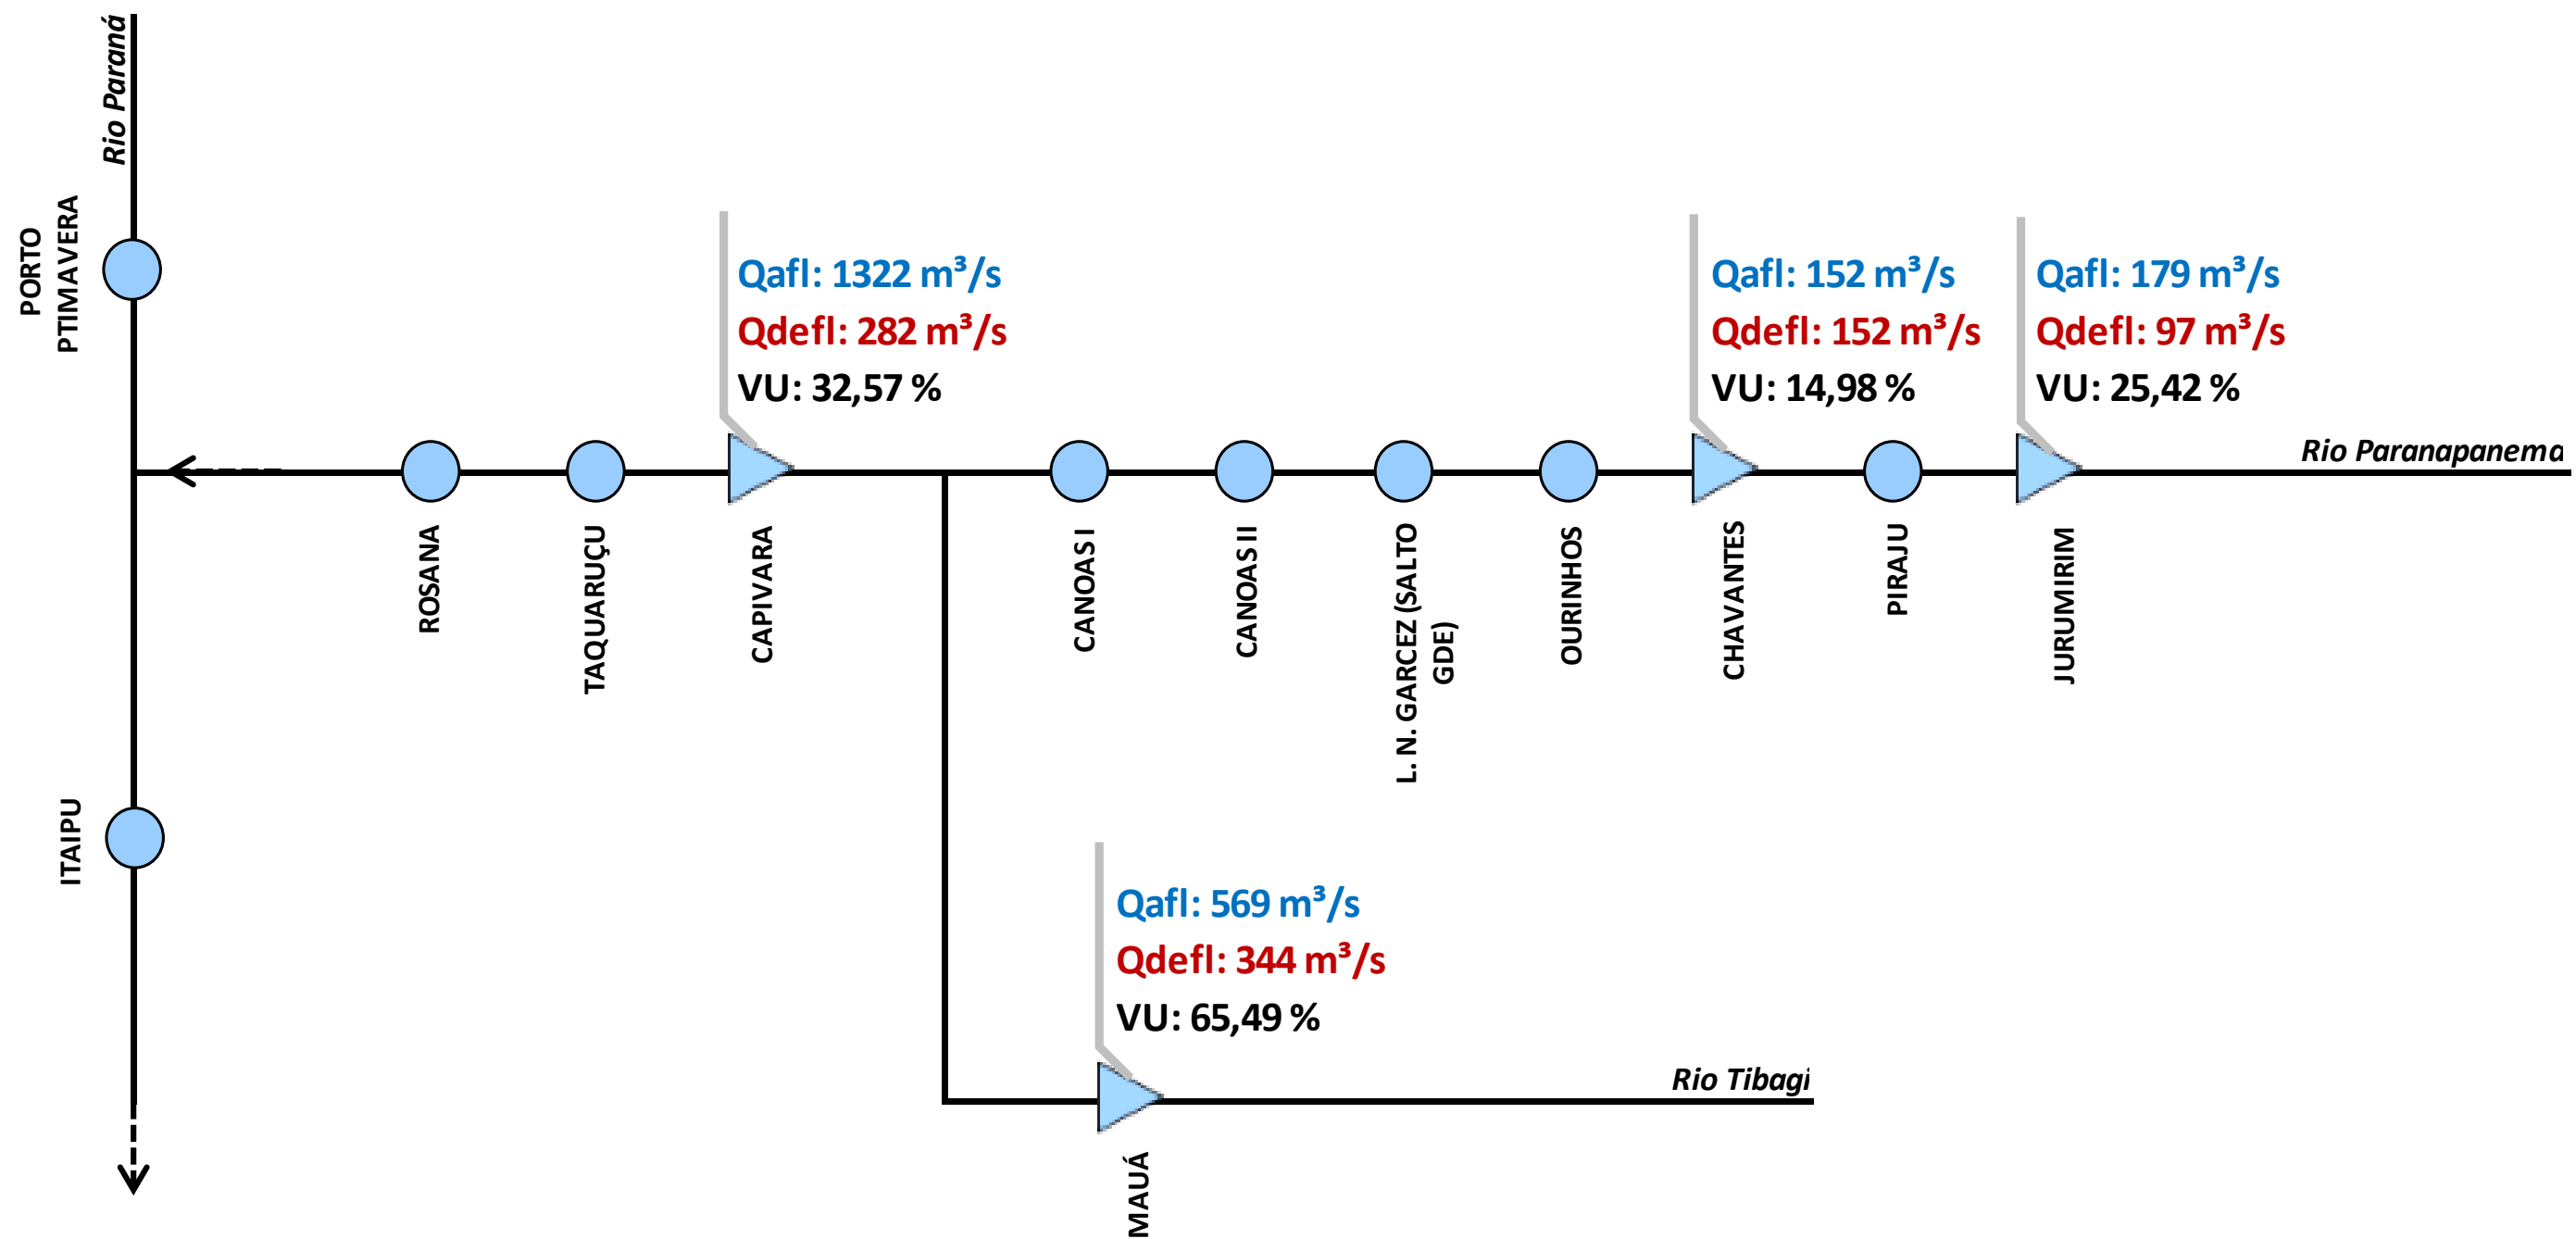 Rio Paraná
PORTO
PTIMAVERA
Qafl: 1322 m³/s
Qdefl: 282 m³/s
VU: 32,57 %
Qafl: 152 m³/s
Qdefl: 152 m³/s
VU: 14,98 %
Qafl: 179 m³/s
Qdefl: 97 m³/s
VU: 25,42 %
Rio Paranapanema
ROSANA
TAQUARUÇU
CAPIVARA
CANOAS I
CANOAS II
L. N. GARCEZ (SALTO
GDE)
OURINHOS
CHAVANTES
PIRAJU
JURUMIRIM
ITAIPU
Qafl: 569 m³/s
Qdefl: 344 m³/s
VU: 65,49 %
Rio Tibagi
MAUÁ